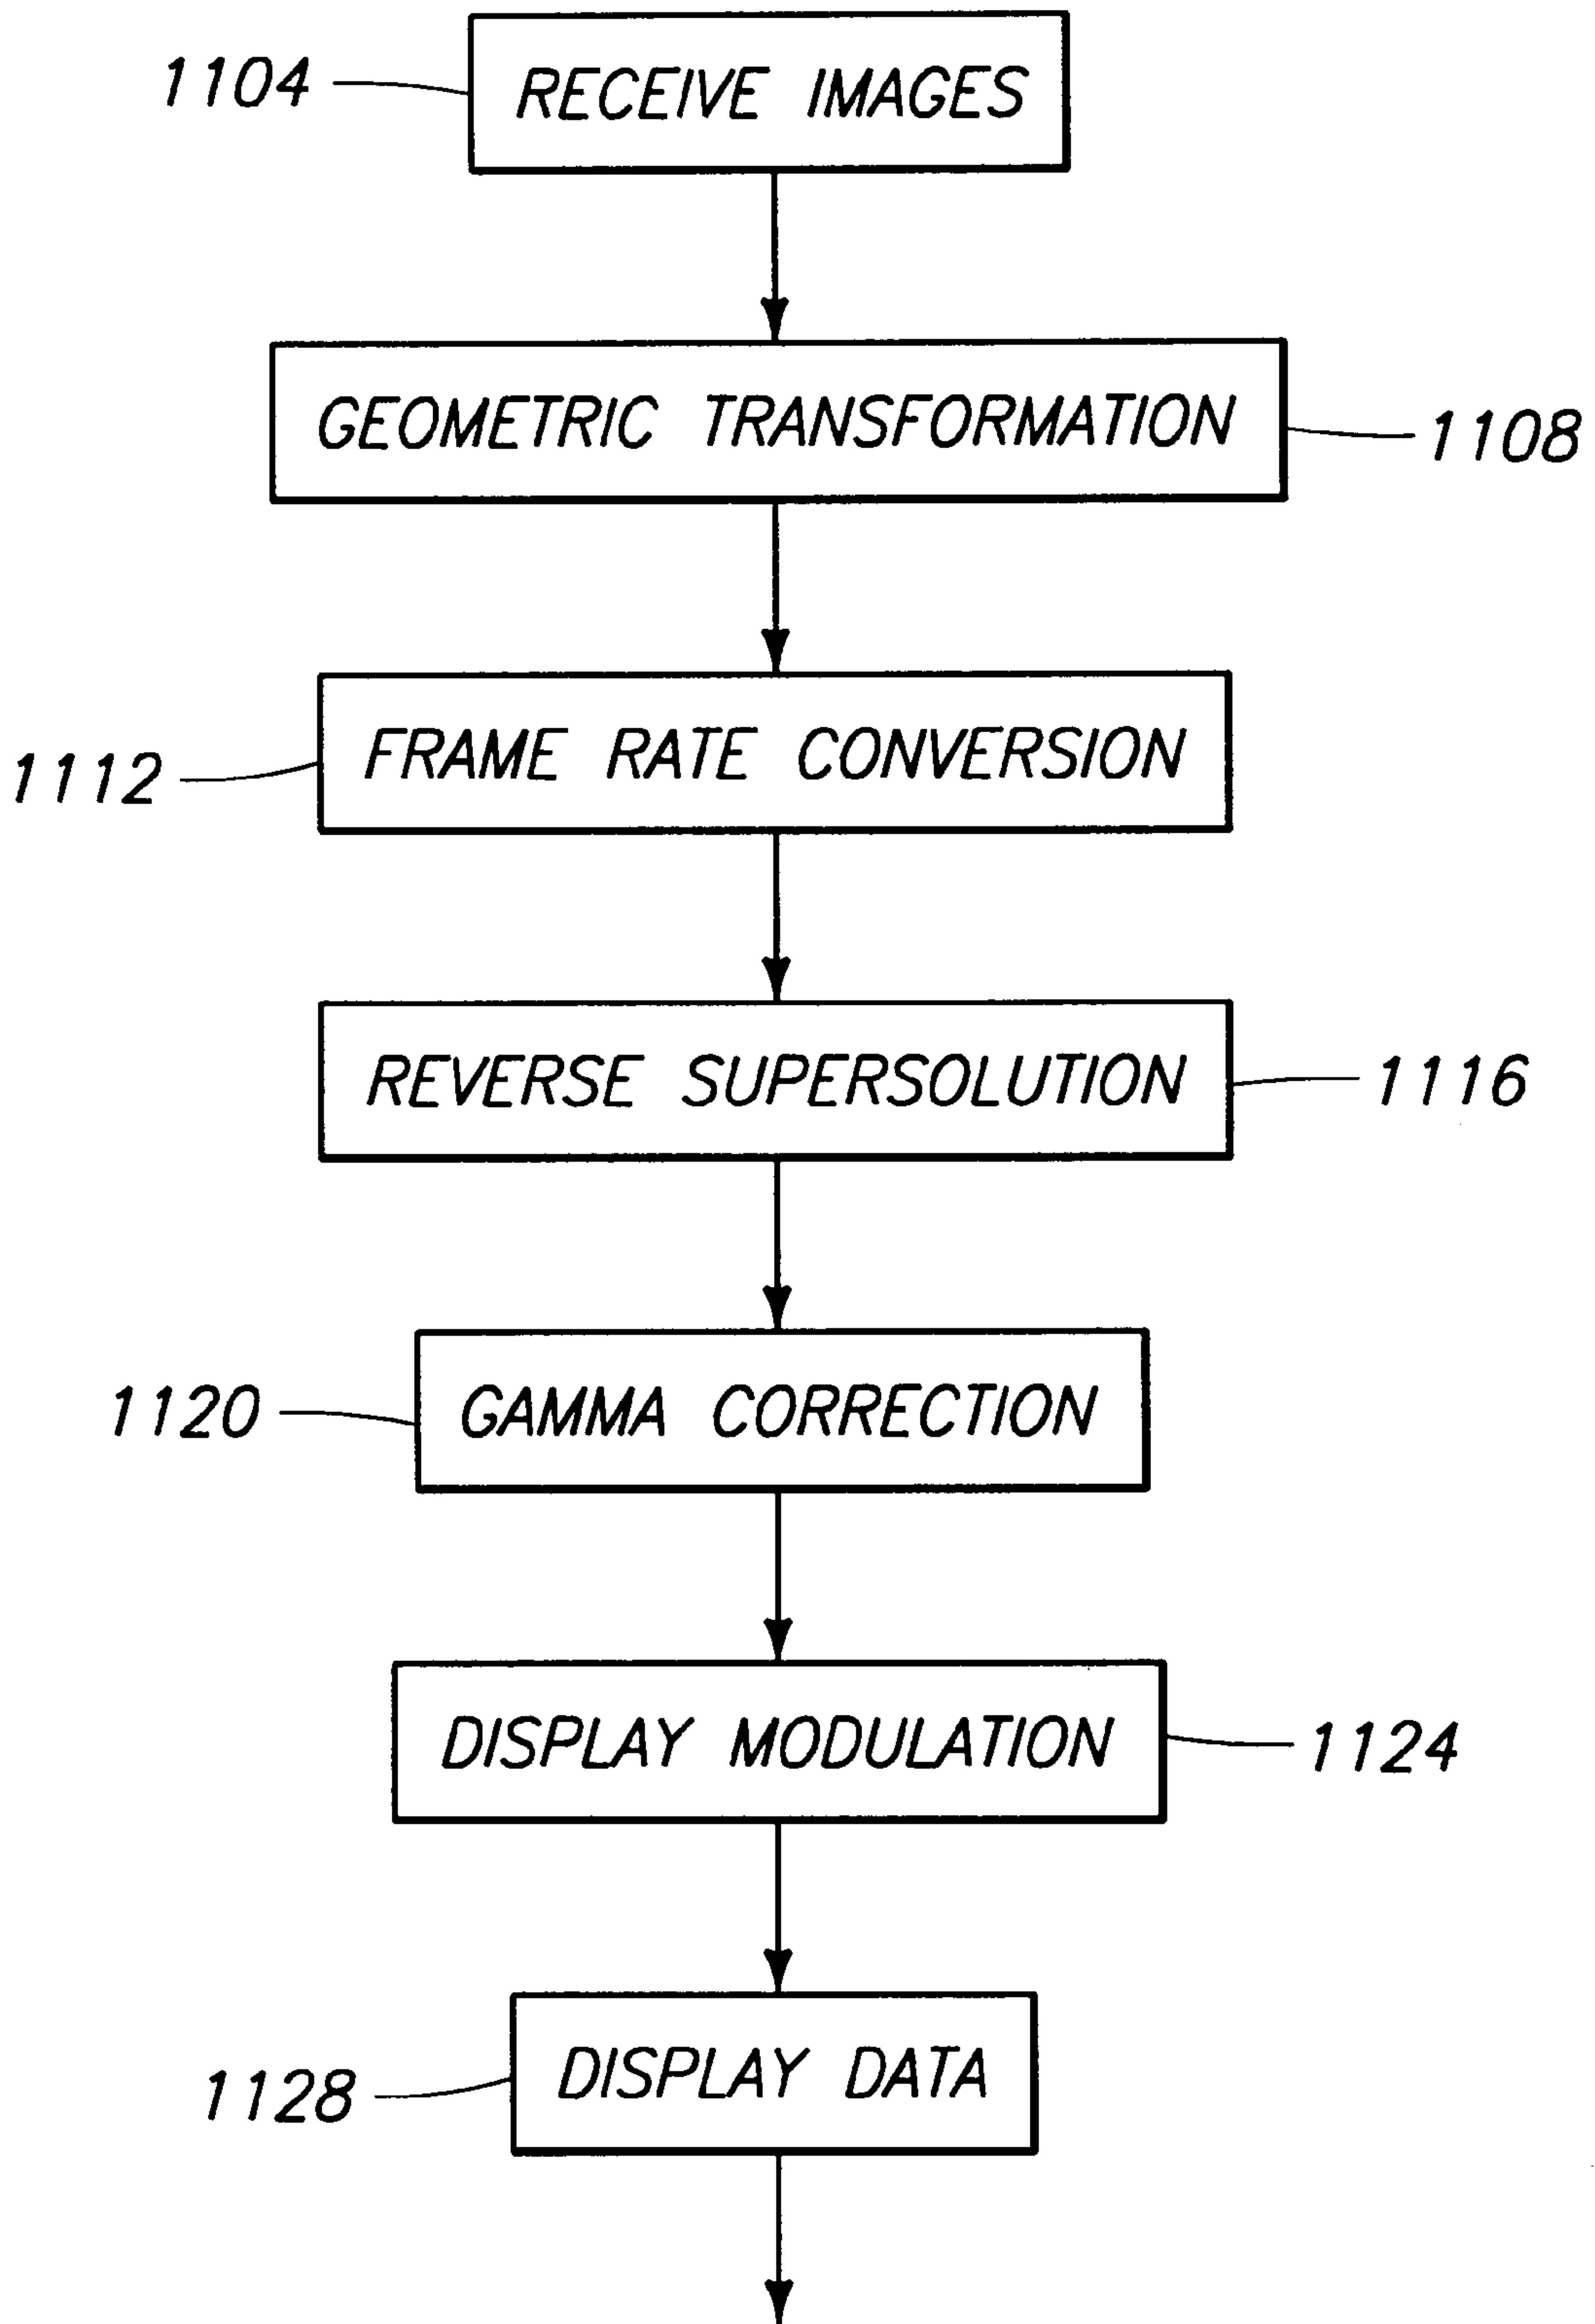 1104
RECEIVE IMAGES
GEOMETRIC TRANSFORMATION
1108
1112
FRAME RATE CONVERSION
REVERSE SUPERSOLUTION
1116
1120
GAMMA CORRECTION
DISPLAY MODULATION
1124
1128
DISPLAY DATA